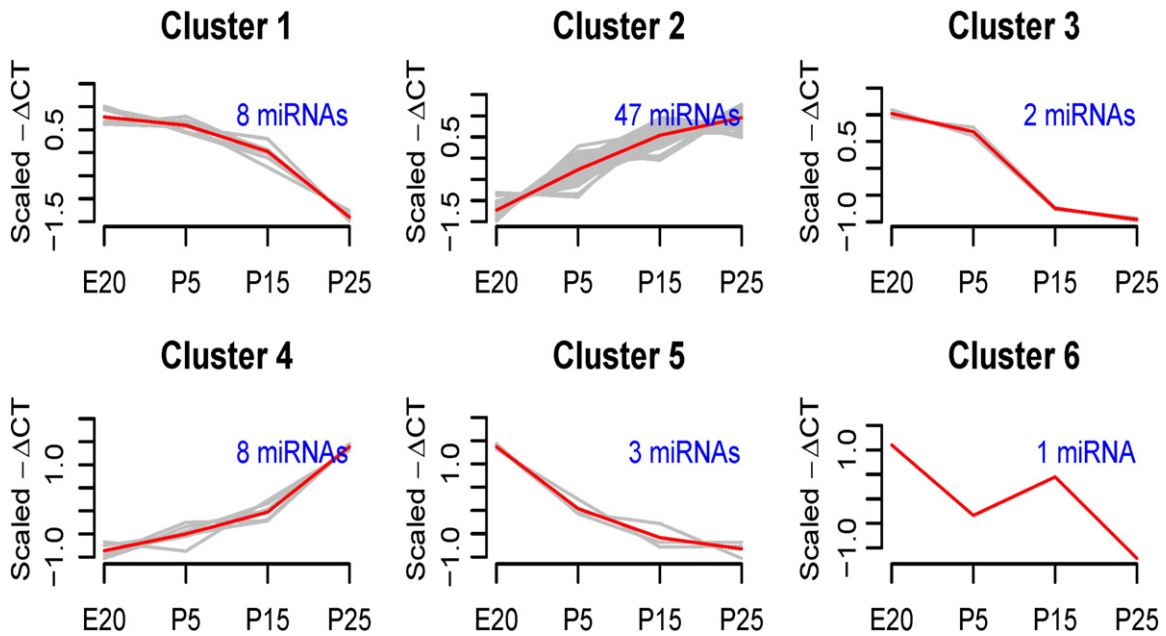 Cluster 1
Scaled – ΔCT
0.5
−1.5
8 miRNAs
E20 P5 P15 P25
Cluster 2
Scaled – ΔCT
0.5
−1.5
47 miRNAs
E20 P5 P15 P25
Cluster 3
Scaled – ΔCT
0.5
−1.0
2 miRNAs
E20 P5 P15 P25
Cluster 4
Scaled – ΔCT
1.0
−1.0
8 miRNAs
E20 P5 P15 P25
Cluster 5
Scaled – ΔCT
1.0
−1.0
3 miRNAs
E20 P5 P15 P25
Cluster 6
Scaled – ΔCT
1.0
−1.0
1 miRNA
E20 P5 P15 P25